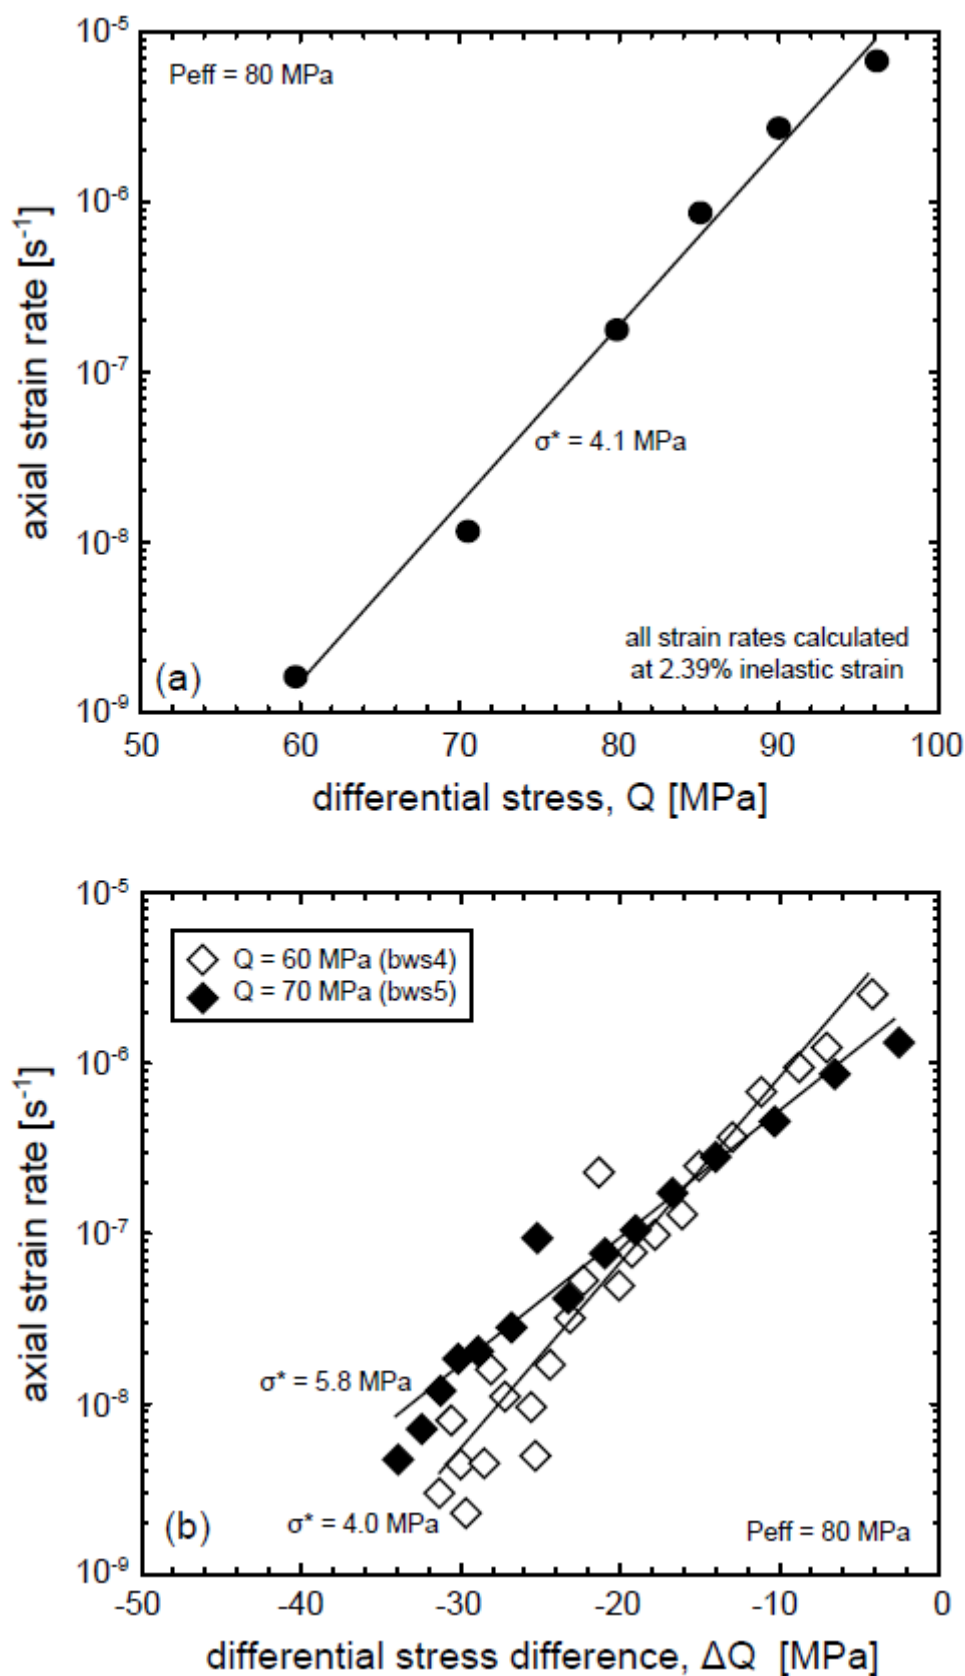 10⁻⁵
Peff = 80 MPa
10⁻⁶
axial strain rate [s⁻¹]
10⁻⁷
σ* = 4.1 MPa
10⁻⁸
all strain rates calculated
at 2.39% inelastic strain
(a)
10⁻⁹
50 60 70 80 90 100
differential stress, Q [MPa]
10⁻⁵
Q = 60 MPa (bws4)
Q = 70 MPa (bws5)
10⁻⁶
axial strain rate [s⁻¹]
10⁻⁷
σ* = 5.8 MPa
10⁻⁸
σ* = 4.0 MPa
(b)
Peff = 80 MPa
10⁻⁹
-50 -40 -30 -20 -10 0
differential stress difference, ΔQ [MPa]